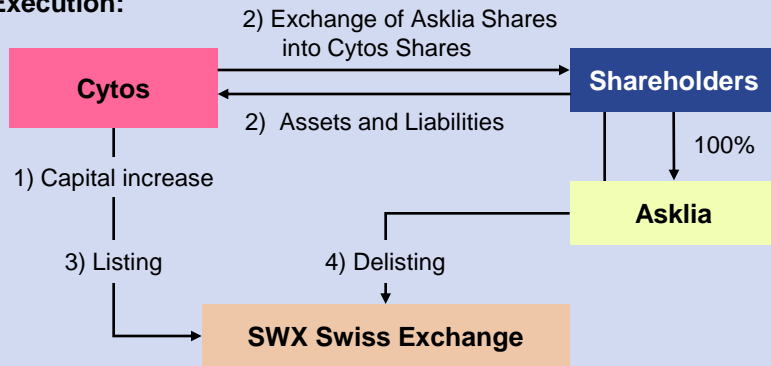 Execution:
2) Exchange of Asklia Shares
into Cytos Shares
Cytos
Shareholders
2) Assets and Liabilities
100%
1) Capital increase
Asklia
3) Listing
4) Delisting
SWX Swiss Exchange